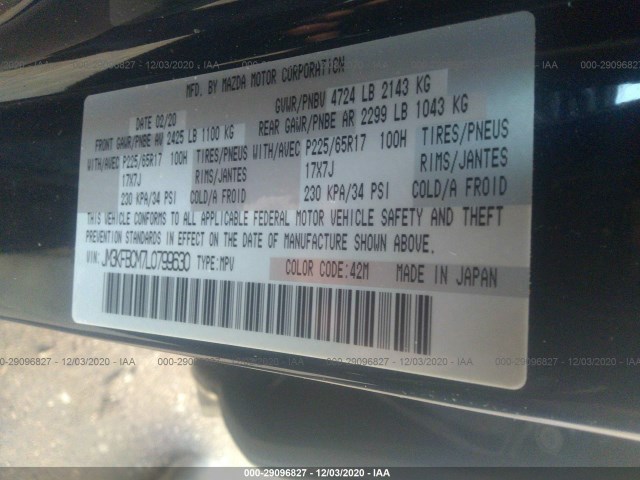 MFD. BY MAZDA MOTOR CORPORATION
DATE 02/20
GVWR/PNBV 4724 LB 2143 KG
FRONT GAWR/PNBE AV 2425 LB 1100 KG
REAR GAWR/PNBE AR 2299 LB 1043 KG
WITH/AVEC P225/65R17 100H TIRES/PNEUS WITH/AVEC P225/65R17 100H TIRES/PNEUS
17X7J RIMS/JANTES 17X7J RIMS/JANTES
230 KPA/34 PSI COLD/A FROID 230 KPA/34 PSI COLD/A FROID
THIS VEHICLE CONFORMS TO ALL APPLICABLE FEDERAL MOTOR VEHICLE SAFETY AND THEFT
PREVENTION STANDARDS IN EFFECT ON THE DATE OF MANUFACTURE SHOWN ABOVE.
VIN: JM3KFBCM7L0799630 TYPE:MPV COLOR CODE:42M MADE IN JAPAN
000-29096827 - 12/03/2020 - IAA